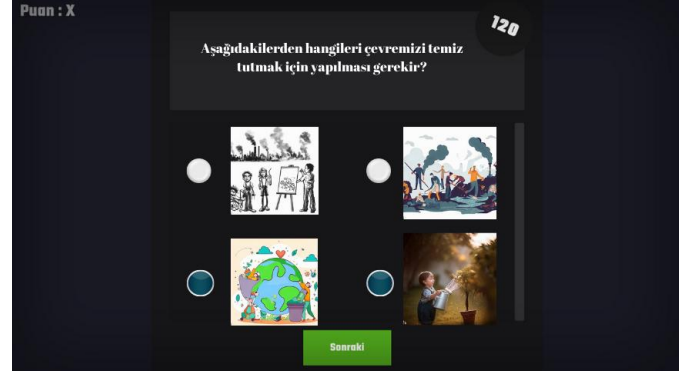 Puan : X
120
Aşağıdakilerden hangileri çevremizi temiz
tutmak için yapılması gerekir?
Sonraki